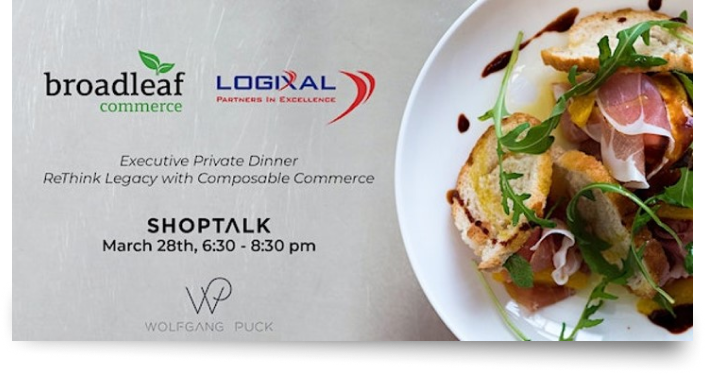 broadleaf
commerce
LOGIXAL
PARTNERS IN EXCELLENCE
Executive Private Dinner
ReThink Legacy with Composable Commerce
SHOPTALK
March 28th, 6:30 - 8:30 pm
WP
WOLFGANG PUCK